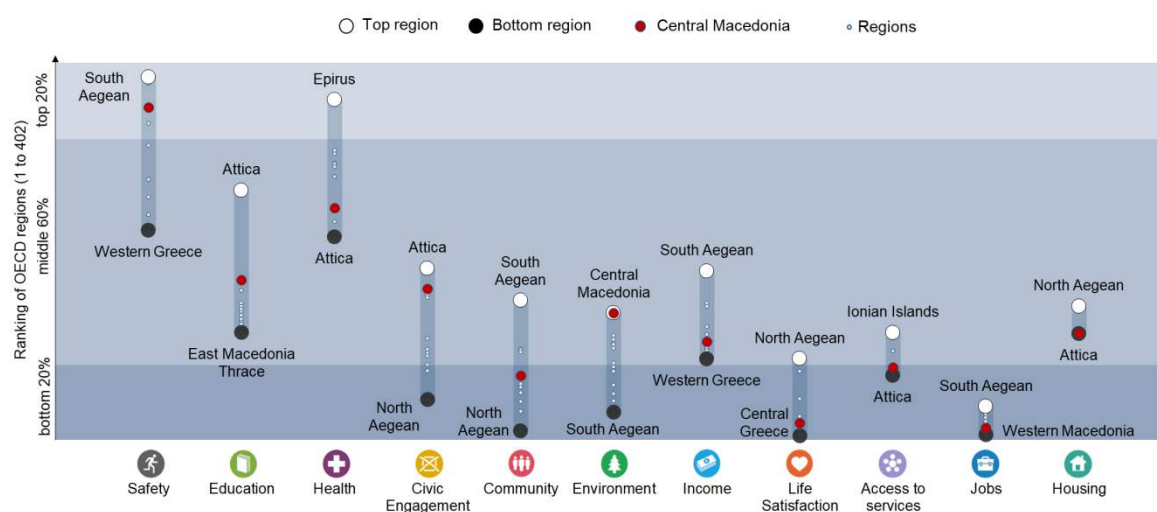 Top region
Bottom region
Central Macedonia
Regions
Ranking of OECD regions (1 to 402)
top 20%
middle 60%
bottom 20%
South
Aegean
Western Greece
Attica
East Macedonia
Thrace
Epirus
Attica
Attica
North
Aegean
South
Aegean
North
Aegean
Central
Macedonia
South Aegean
South Aegean
Western Greece
North Aegean
Central
Greece
Ionian Islands
Attica
South Aegean
Western Macedonia
North Aegean
Attica
Safety
Education
Health
Civic
Engagement
Community
Environment
Income
Life
Satisfaction
Access to
services
Jobs
Housing